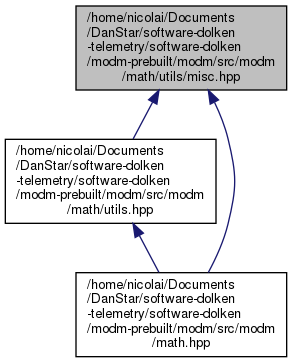 /home/nicolai/Documents
/DanStar/software-dolken
-telemetry/software-dolken
/modm-prebuilt/modm/src/modm
/math/utils/misc.hpp
/home/nicolai/Documents
/DanStar/software-dolken
-telemetry/software-dolken
/modm-prebuilt/modm/src/modm
/math/utils.hpp
/home/nicolai/Documents
/DanStar/software-dolken
-telemetry/software-dolken
/modm-prebuilt/modm/src/modm
/math.hpp